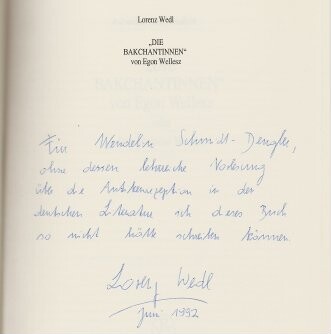 Lorenz Wedl
„DIE
BAKCHANTINNEN“
von Egon Wellesz
Für Wendelin Schmidt-Dengler,
ohne dessen lehrreiche Vorlesung
über die Antikerezeption in der
deutschen Literatur ich dieses Buch
so nicht hätte schreiben können.
Lorenz Wedl
Juni 1992